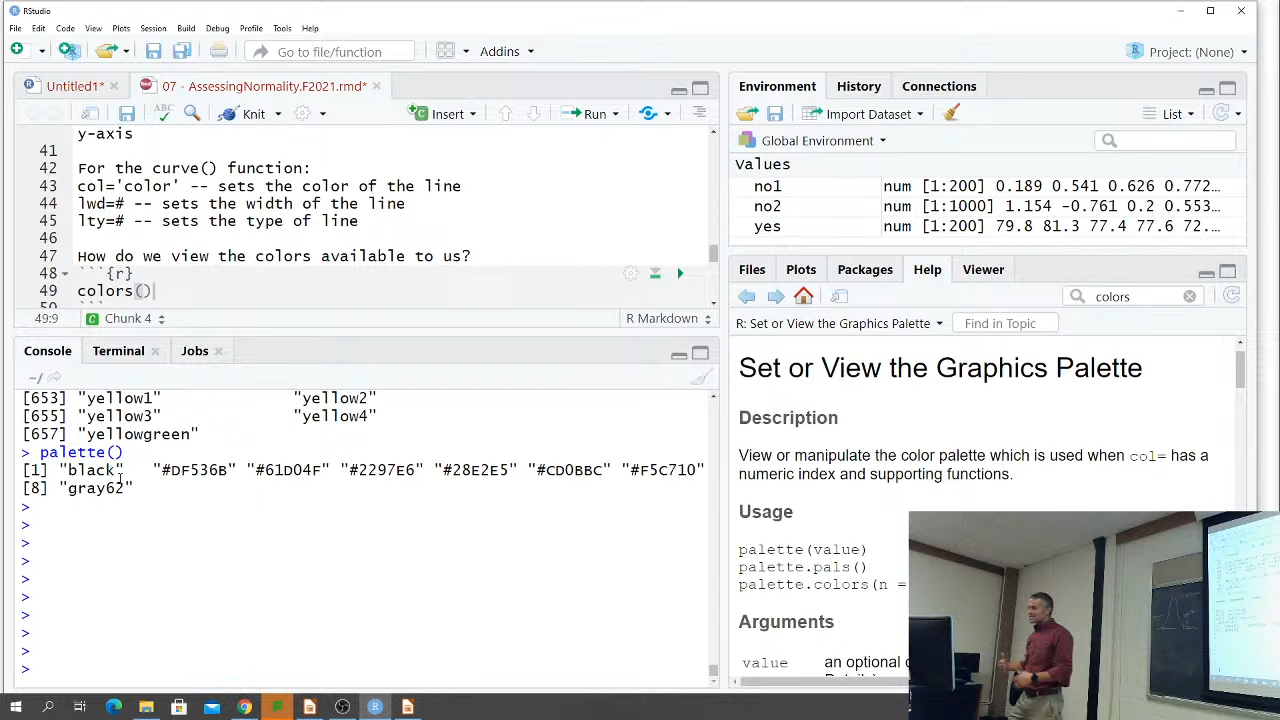 RStudio
File Edit Code View Plots Session Build Debug Profile Tools Help
Go to file/function
Addins
Project: (None)
Untitled1*
07 - AssessingNormality.F2021.rmd*
ABC
Knit
Insert
Run
y-axis
41
42 For the curve() function:
43 col='color' -- sets the color of the line
44 lwd=# -- sets the width of the line
45 lty=# -- sets the type of line
46
47 How do we view the colors available to us?
48 ```{r}
49 colors()
50 ```
49:9 Chunk 4 R Markdown
Console Terminal Jobs
~/
[653] "yellow1" "yellow2"
[655] "yellow3" "yellow4"
[657] "yellowgreen"
> palette()
[1] "black" "#DF536B" "#61D04F" "#2297E6" "#28E2E5" "#CD0BBC" "#F5C710"
[8] "gray62"
>
>
>
>
>
>
>
>
>
>
Environment History Connections
Import Dataset
List
Global Environment
Values
no1 num [1:200] 0.189 0.541 0.626 0.772…
no2 num [1:1000] 1.154 -0.761 0.2 0.553…
yes num [1:200] 79.8 81.3 77.4 77.6 72.…
Files Plots Packages Help Viewer
colors
R: Set or View the Graphics Palette
Find in Topic
Set or View the Graphics Palette
Description
View or manipulate the color palette which is used when col= has a
numeric index and supporting functions.
Usage
palette(value)
palette.pals()
palette.colors(n =
Arguments
value an optional